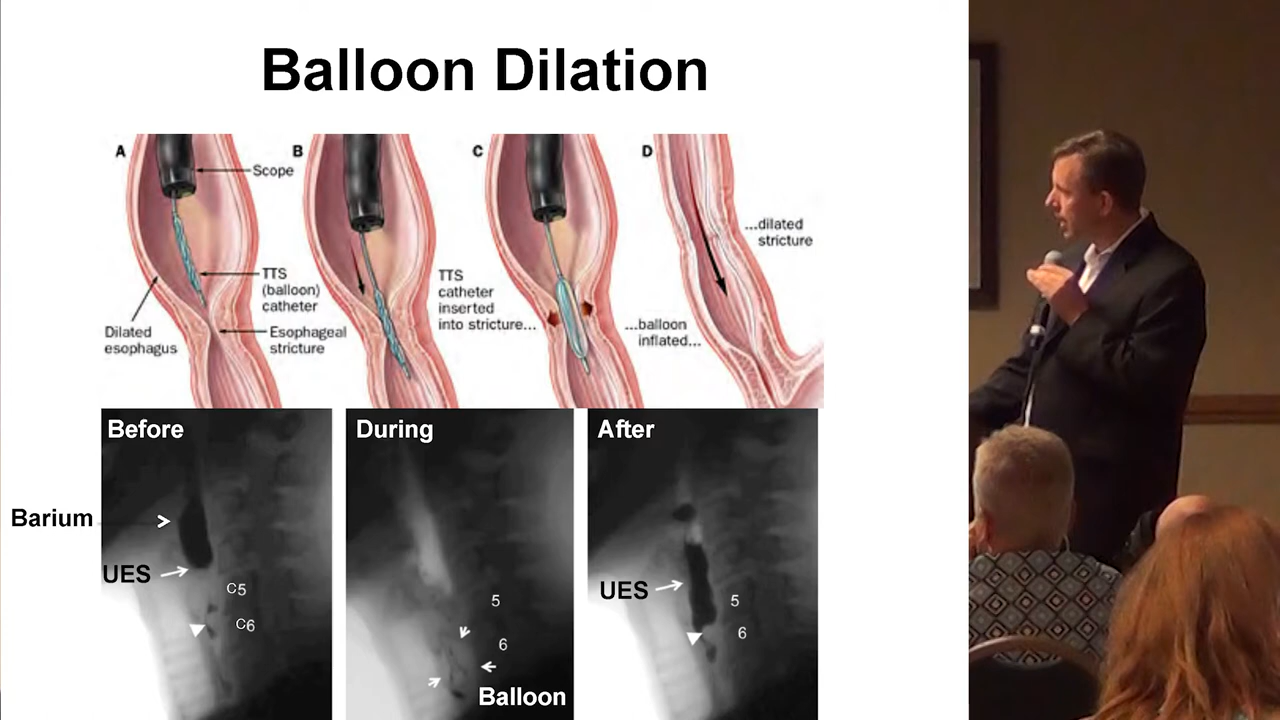 Balloon Dilation
A
B
C
D
Scope
TTS
(balloon)
catheter
Dilated
esophagus
Esophageal
stricture
TTS
catheter
inserted
into stricture...
...balloon
inflated...
...dilated
stricture
Before
During
After
Barium
UES
C5
C6
5
6
Balloon
UES
5
6